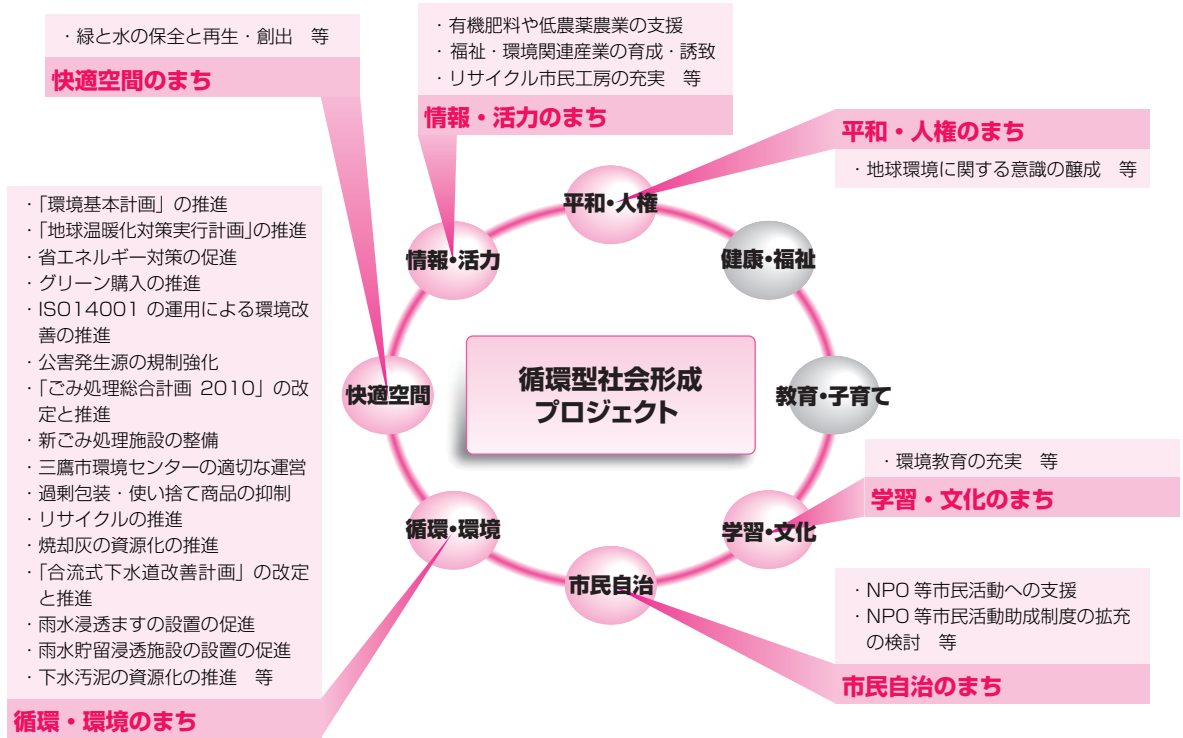 ・緑と水の保全と再生・創出　等
快適空間のまち
・有機肥料や低農薬農業の支援
・福祉・環境関連産業の育成・誘致
・リサイクル市民工房の充実　等
情報・活力のまち
平和・人権のまち
・地球環境に関する意識の醸成　等
・「環境基本計画」の推進
・「地球温暖化対策実行計画」の推進
・省エネルギー対策の促進
・グリーン購入の推進
・ISO14001 の運用による環境改
善の推進
・公害発生源の規制強化
・「ごみ処理総合計画 2010」の改
定と推進
・新ごみ処理施設の整備
・三鷹市環境センターの適切な運営
・過剰包装・使い捨て商品の抑制
・リサイクルの推進
・焼却灰の資源化の推進
・「合流式下水道改善計画」の改定
と推進
・雨水浸透ますの設置の促進
・雨水貯留浸透施設の設置の促進
・下水汚泥の資源化の推進　等
循環・環境のまち
平和・人権
情報・活力
健康・福祉
快適空間
循環型社会形成
プロジェクト
教育・子育て
循環・環境
学習・文化
市民自治
・環境教育の充実　等
学習・文化のまち
・NPO 等市民活動への支援
・NPO 等市民活動助成制度の拡充
の検討　等
市民自治のまち